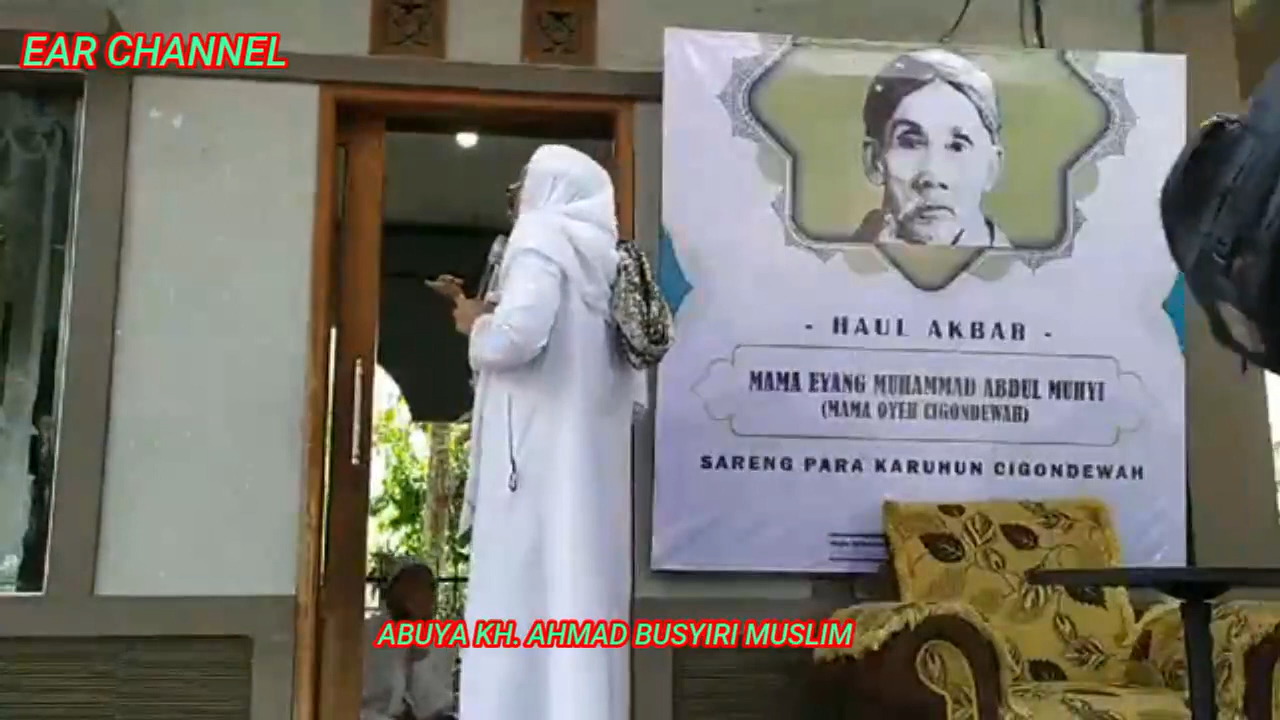 EAR CHANNEL
- HAUL AKBAR -
MAMA EYANG MUHAMMAD ABDUL MUHYI
(MAMA OYEH CIGONDEWAH)
SARENG PARA KARUHUN CIGONDEWAH
ABUYA KH. AHMAD BUSYIRI MUSLIM